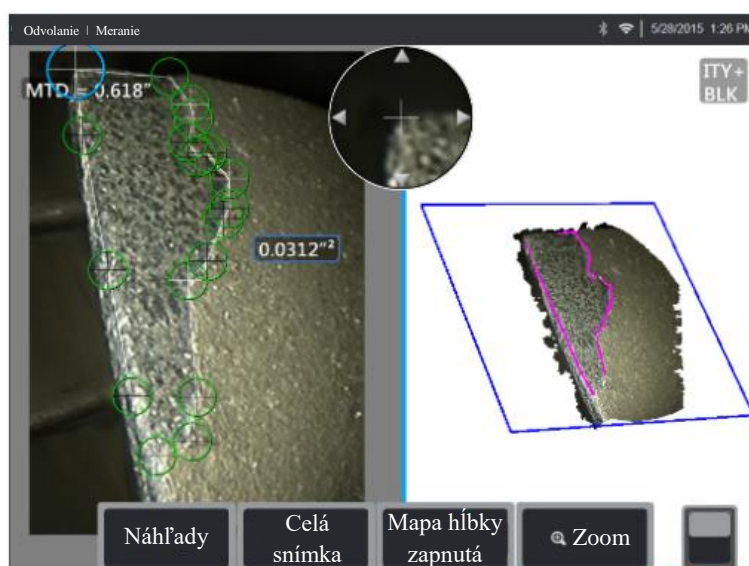 Odvolanie | Meranie
5/28/2015 1:26 PM
MTD = 0.618"
ITY+
BLK
0.0312"²
Náhľady
Celá
snímka
Mapa hĺbky
zapnutá
Zoom